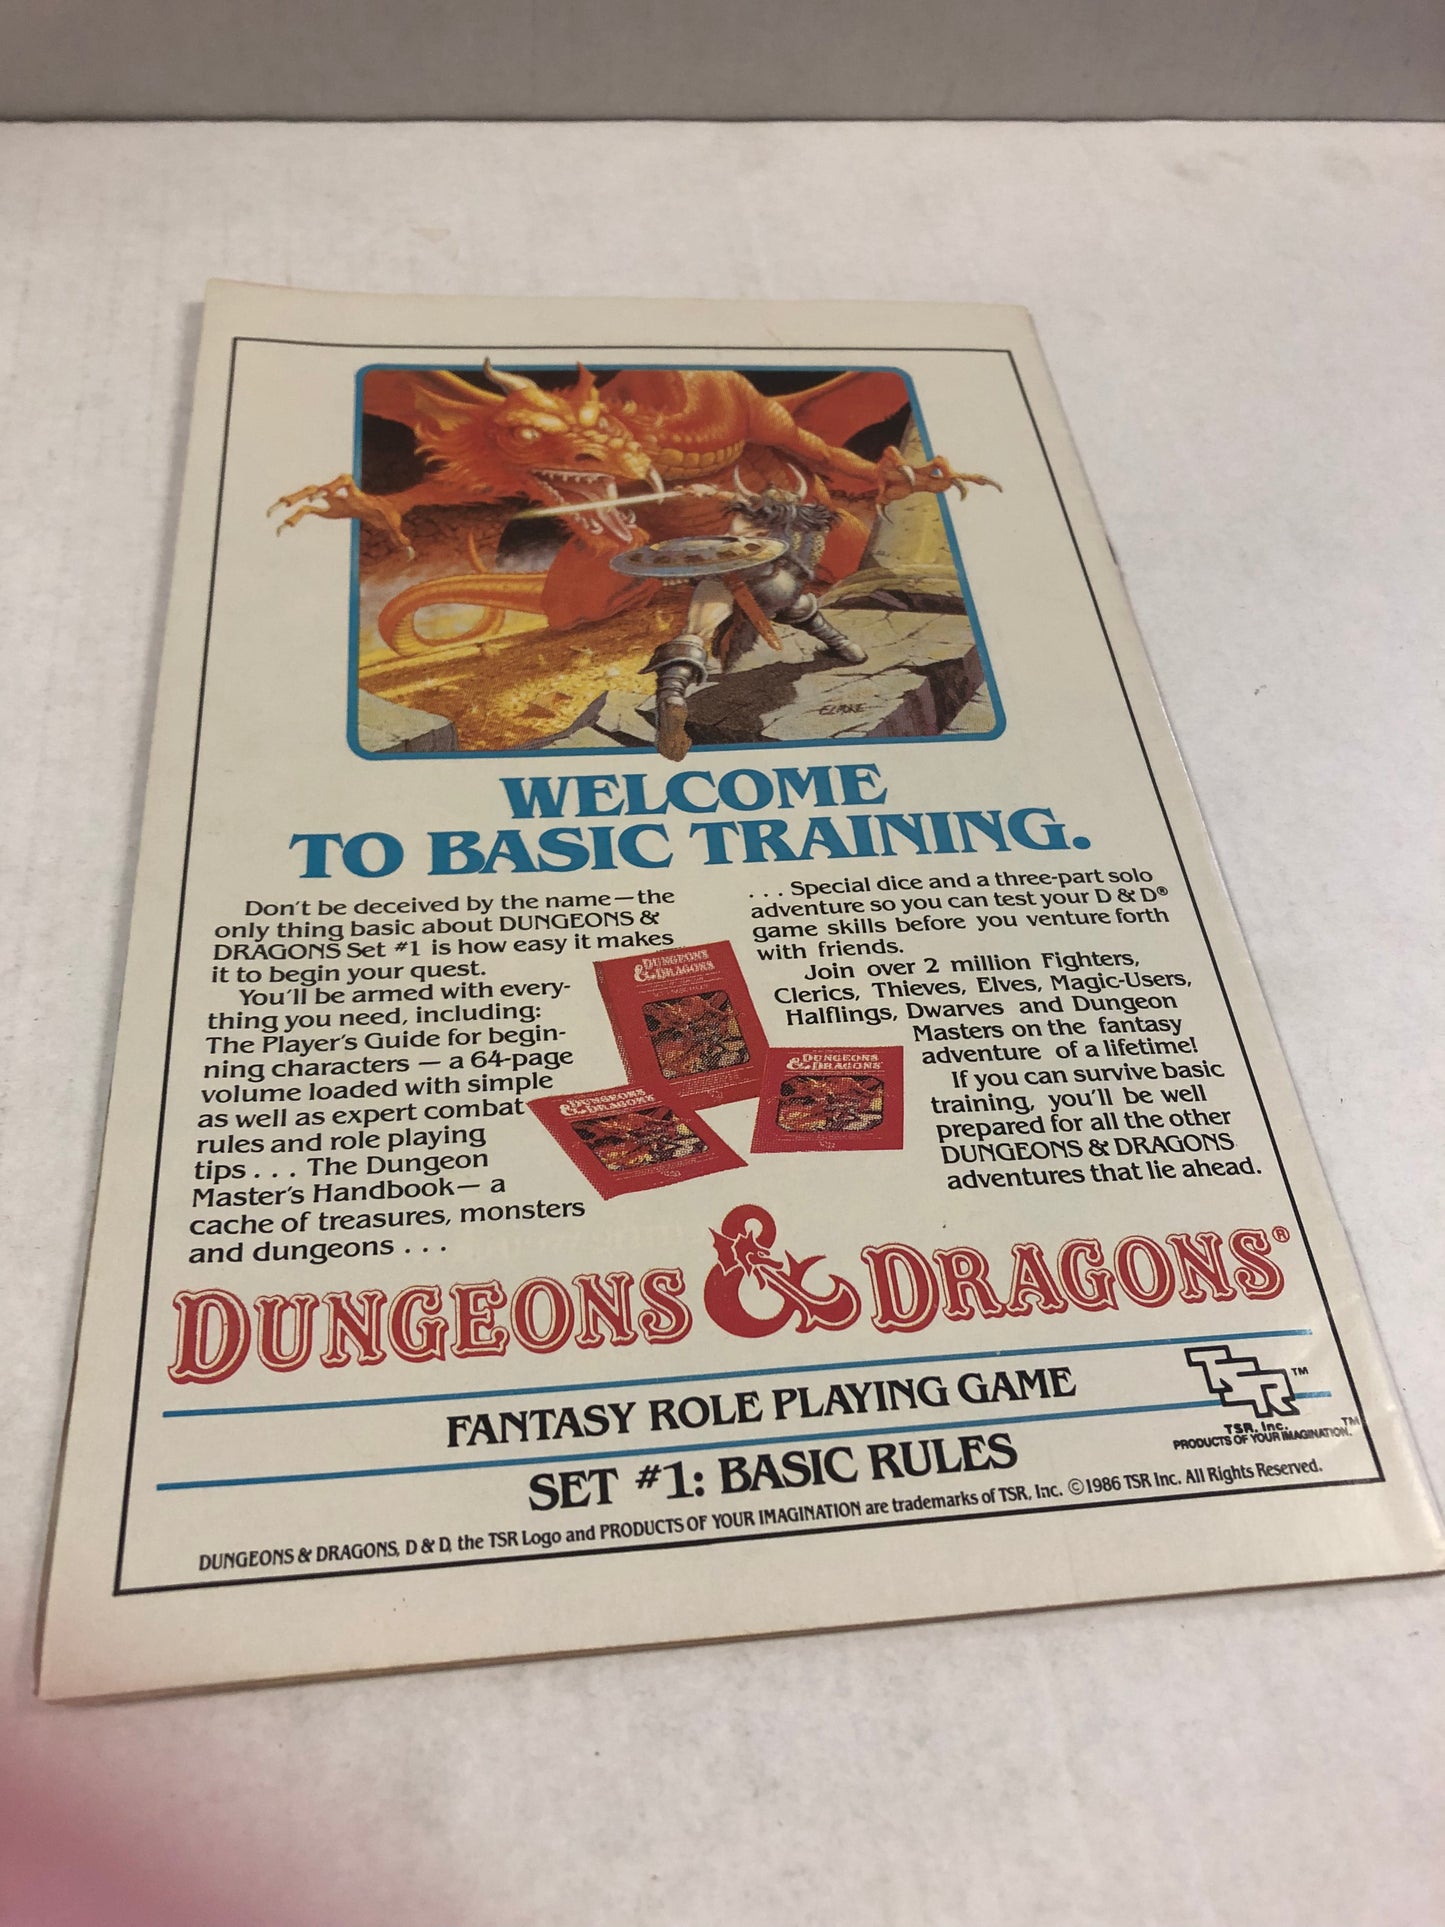 ELMORE
WELCOME
TO BASIC TRAINING.
Don't be deceived by the name—the
only thing basic about DUNGEONS &
DRAGONS Set #1 is how easy it makes
it to begin your quest.
You'll be armed with every-
thing you need, including:
The Player's Guide for begin-
ning characters — a 64-page
volume loaded with simple
as well as expert combat
rules and role playing
tips . . . The Dungeon
Master's Handbook— a
cache of treasures, monsters
and dungeons . . .
. . . Special dice and a three-part solo
adventure so you can test your D & D®
game skills before you venture forth
with friends.
Join over 2 million Fighters,
Clerics, Thieves, Elves, Magic-Users,
Halflings, Dwarves and Dungeon
Masters on the fantasy
adventure of a lifetime!
If you can survive basic
training, you'll be well
prepared for all the other
DUNGEONS & DRAGONS
adventures that lie ahead.
DUNGEONS
& DRAGONS
DUNGEONS
& DRAGONS
DUNGEONS
& DRAGONS
DUNGEONS & DRAGONS®
FANTASY ROLE PLAYING GAME
SET #1: BASIC RULES
TSR™
TSR, Inc.
PRODUCTS OF YOUR IMAGINATION.™
DUNGEONS & DRAGONS, D & D, the TSR Logo and PRODUCTS OF YOUR IMAGINATION are trademarks of TSR, Inc. ©1986 TSR Inc. All Rights Reserved.